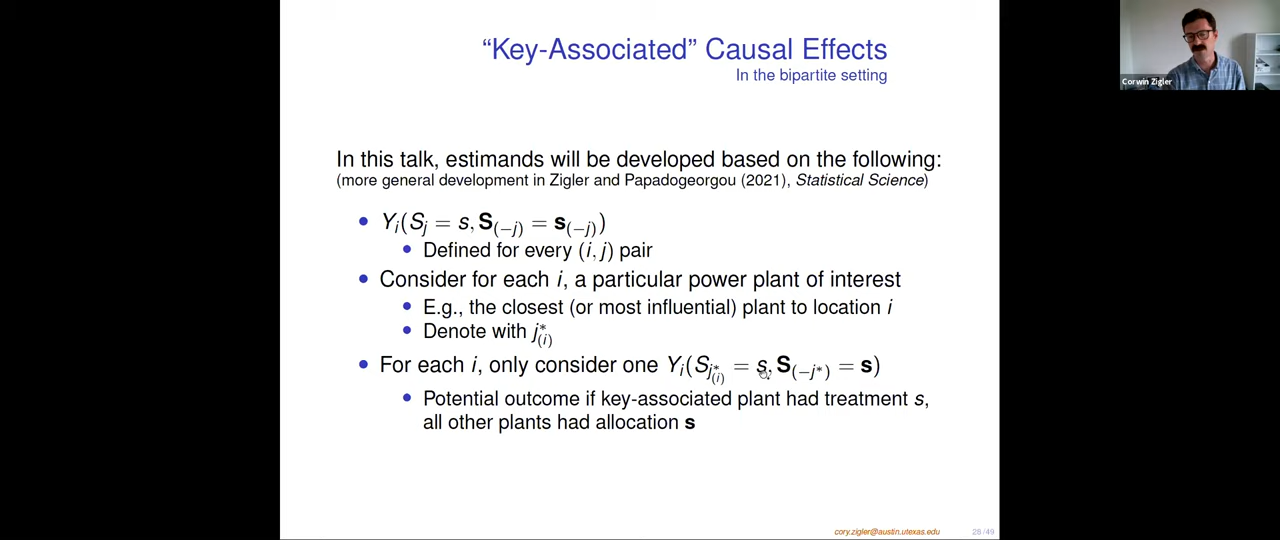 “Key-Associated” Causal Effects
In the bipartite setting
Corwin Zigler
In this talk, estimands will be developed based on the following:
(more general development in Zigler and Papadogeorgou (2021), Statistical Science)
• Y_i(S_j = s, S_(−j) = s_(−j))
• Defined for every (i, j) pair
• Consider for each i, a particular power plant of interest
• E.g., the closest (or most influential) plant to location i
• Denote with j*_(i)
• For each i, only consider one Y_i(S_{j*_(i)} = s, S_(−j*) = s)
• Potential outcome if key-associated plant had treatment s,
all other plants had allocation s
cory.zigler@austin.utexas.edu
28 / 49